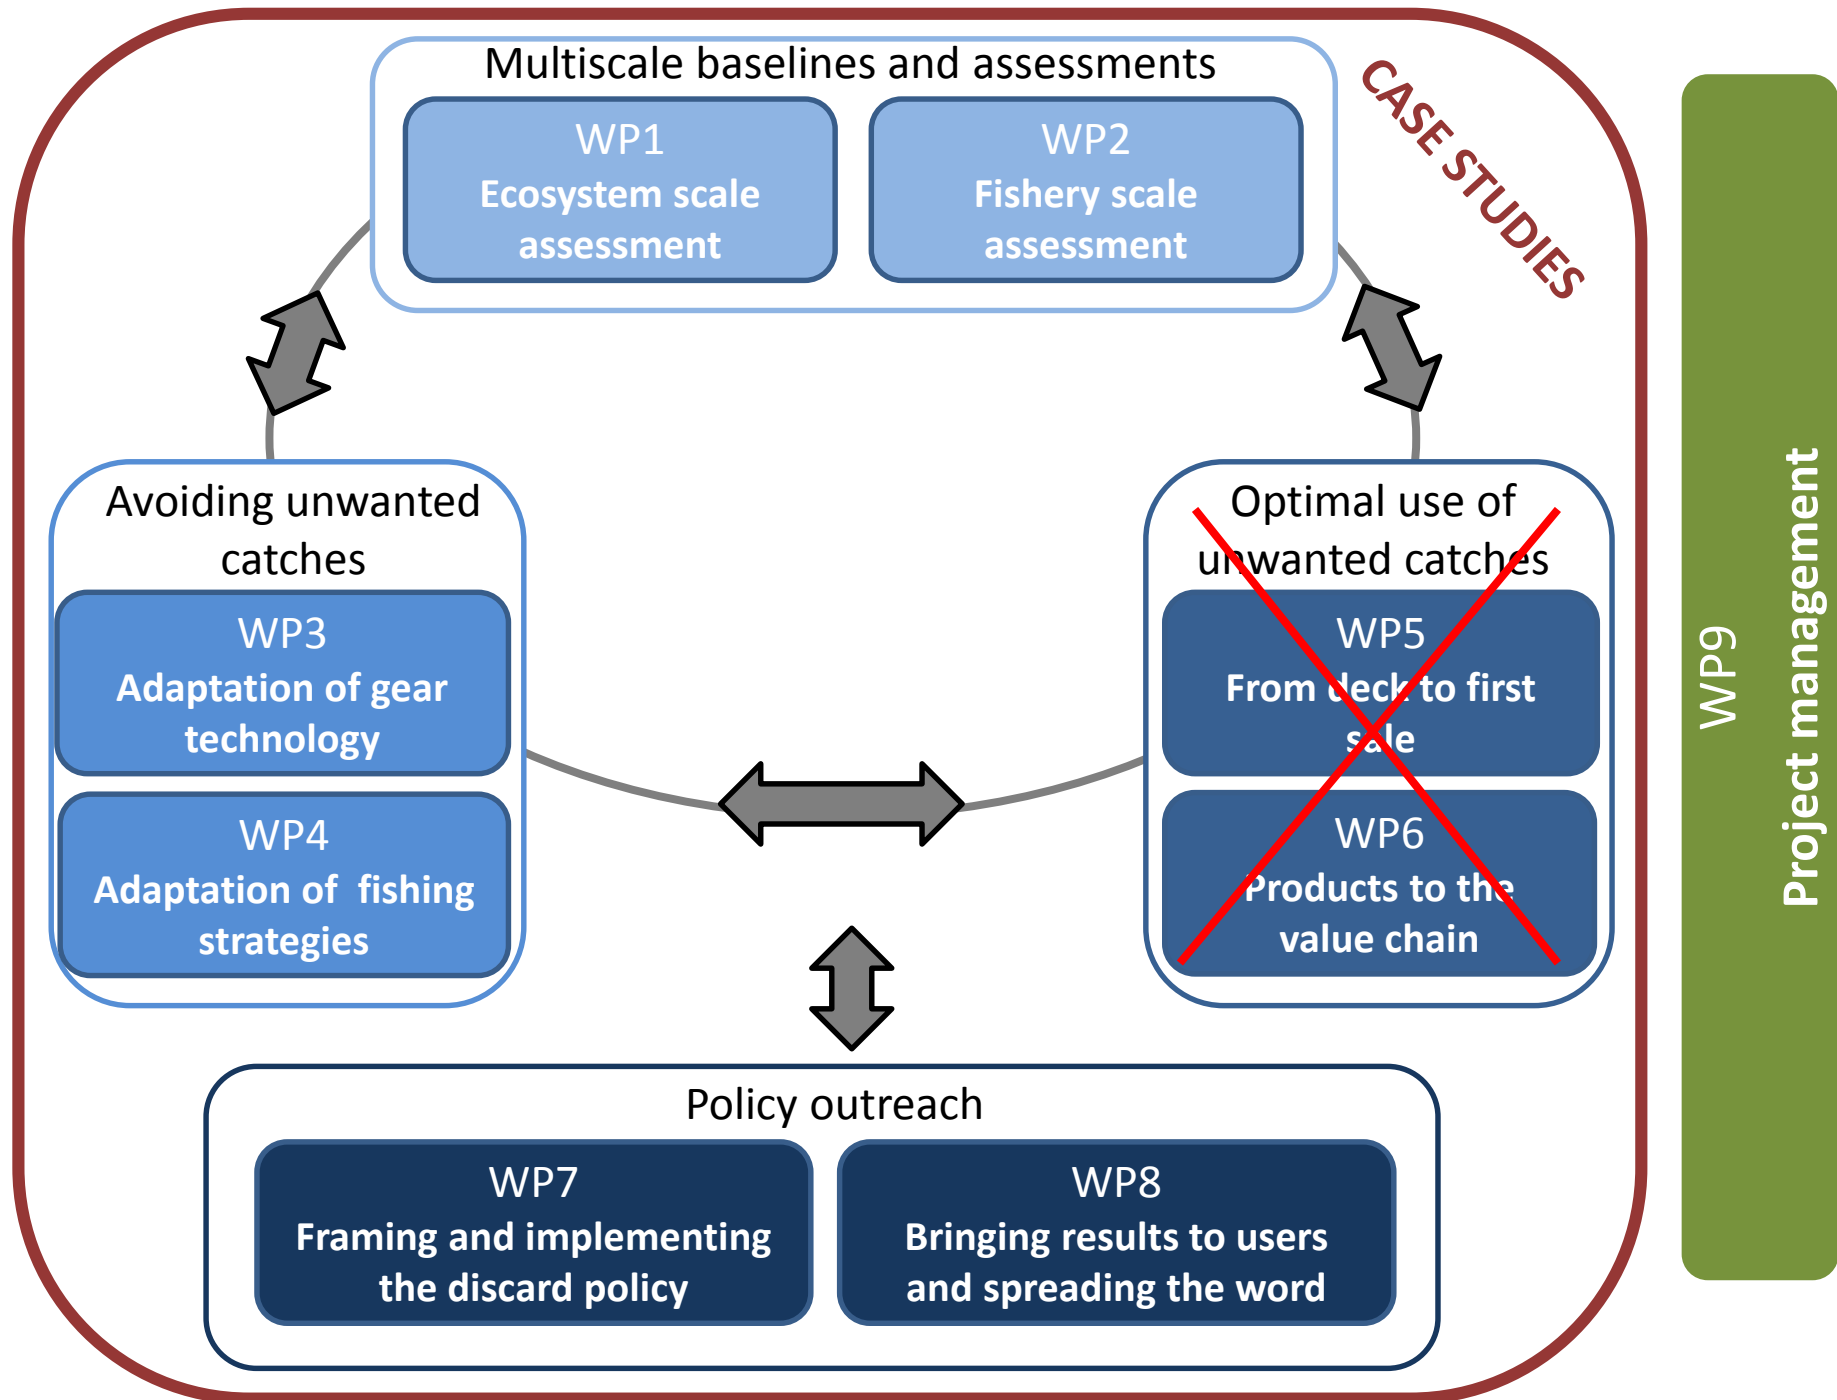 Multiscale baselines and assessments
WP1
Ecosystem scale
assessment
WP2
Fishery scale
assessment
CASE STUDIES
Avoiding unwanted
catches
WP3
Adaptation of gear
technology
WP4
Adaptation of fishing
strategies
Optimal use of
unwanted catches
WP5
From deck to first
sale
WP6
Products to the
value chain
Policy outreach
WP7
Framing and implementing
the discard policy
WP8
Bringing results to users
and spreading the word
WP9
Project management